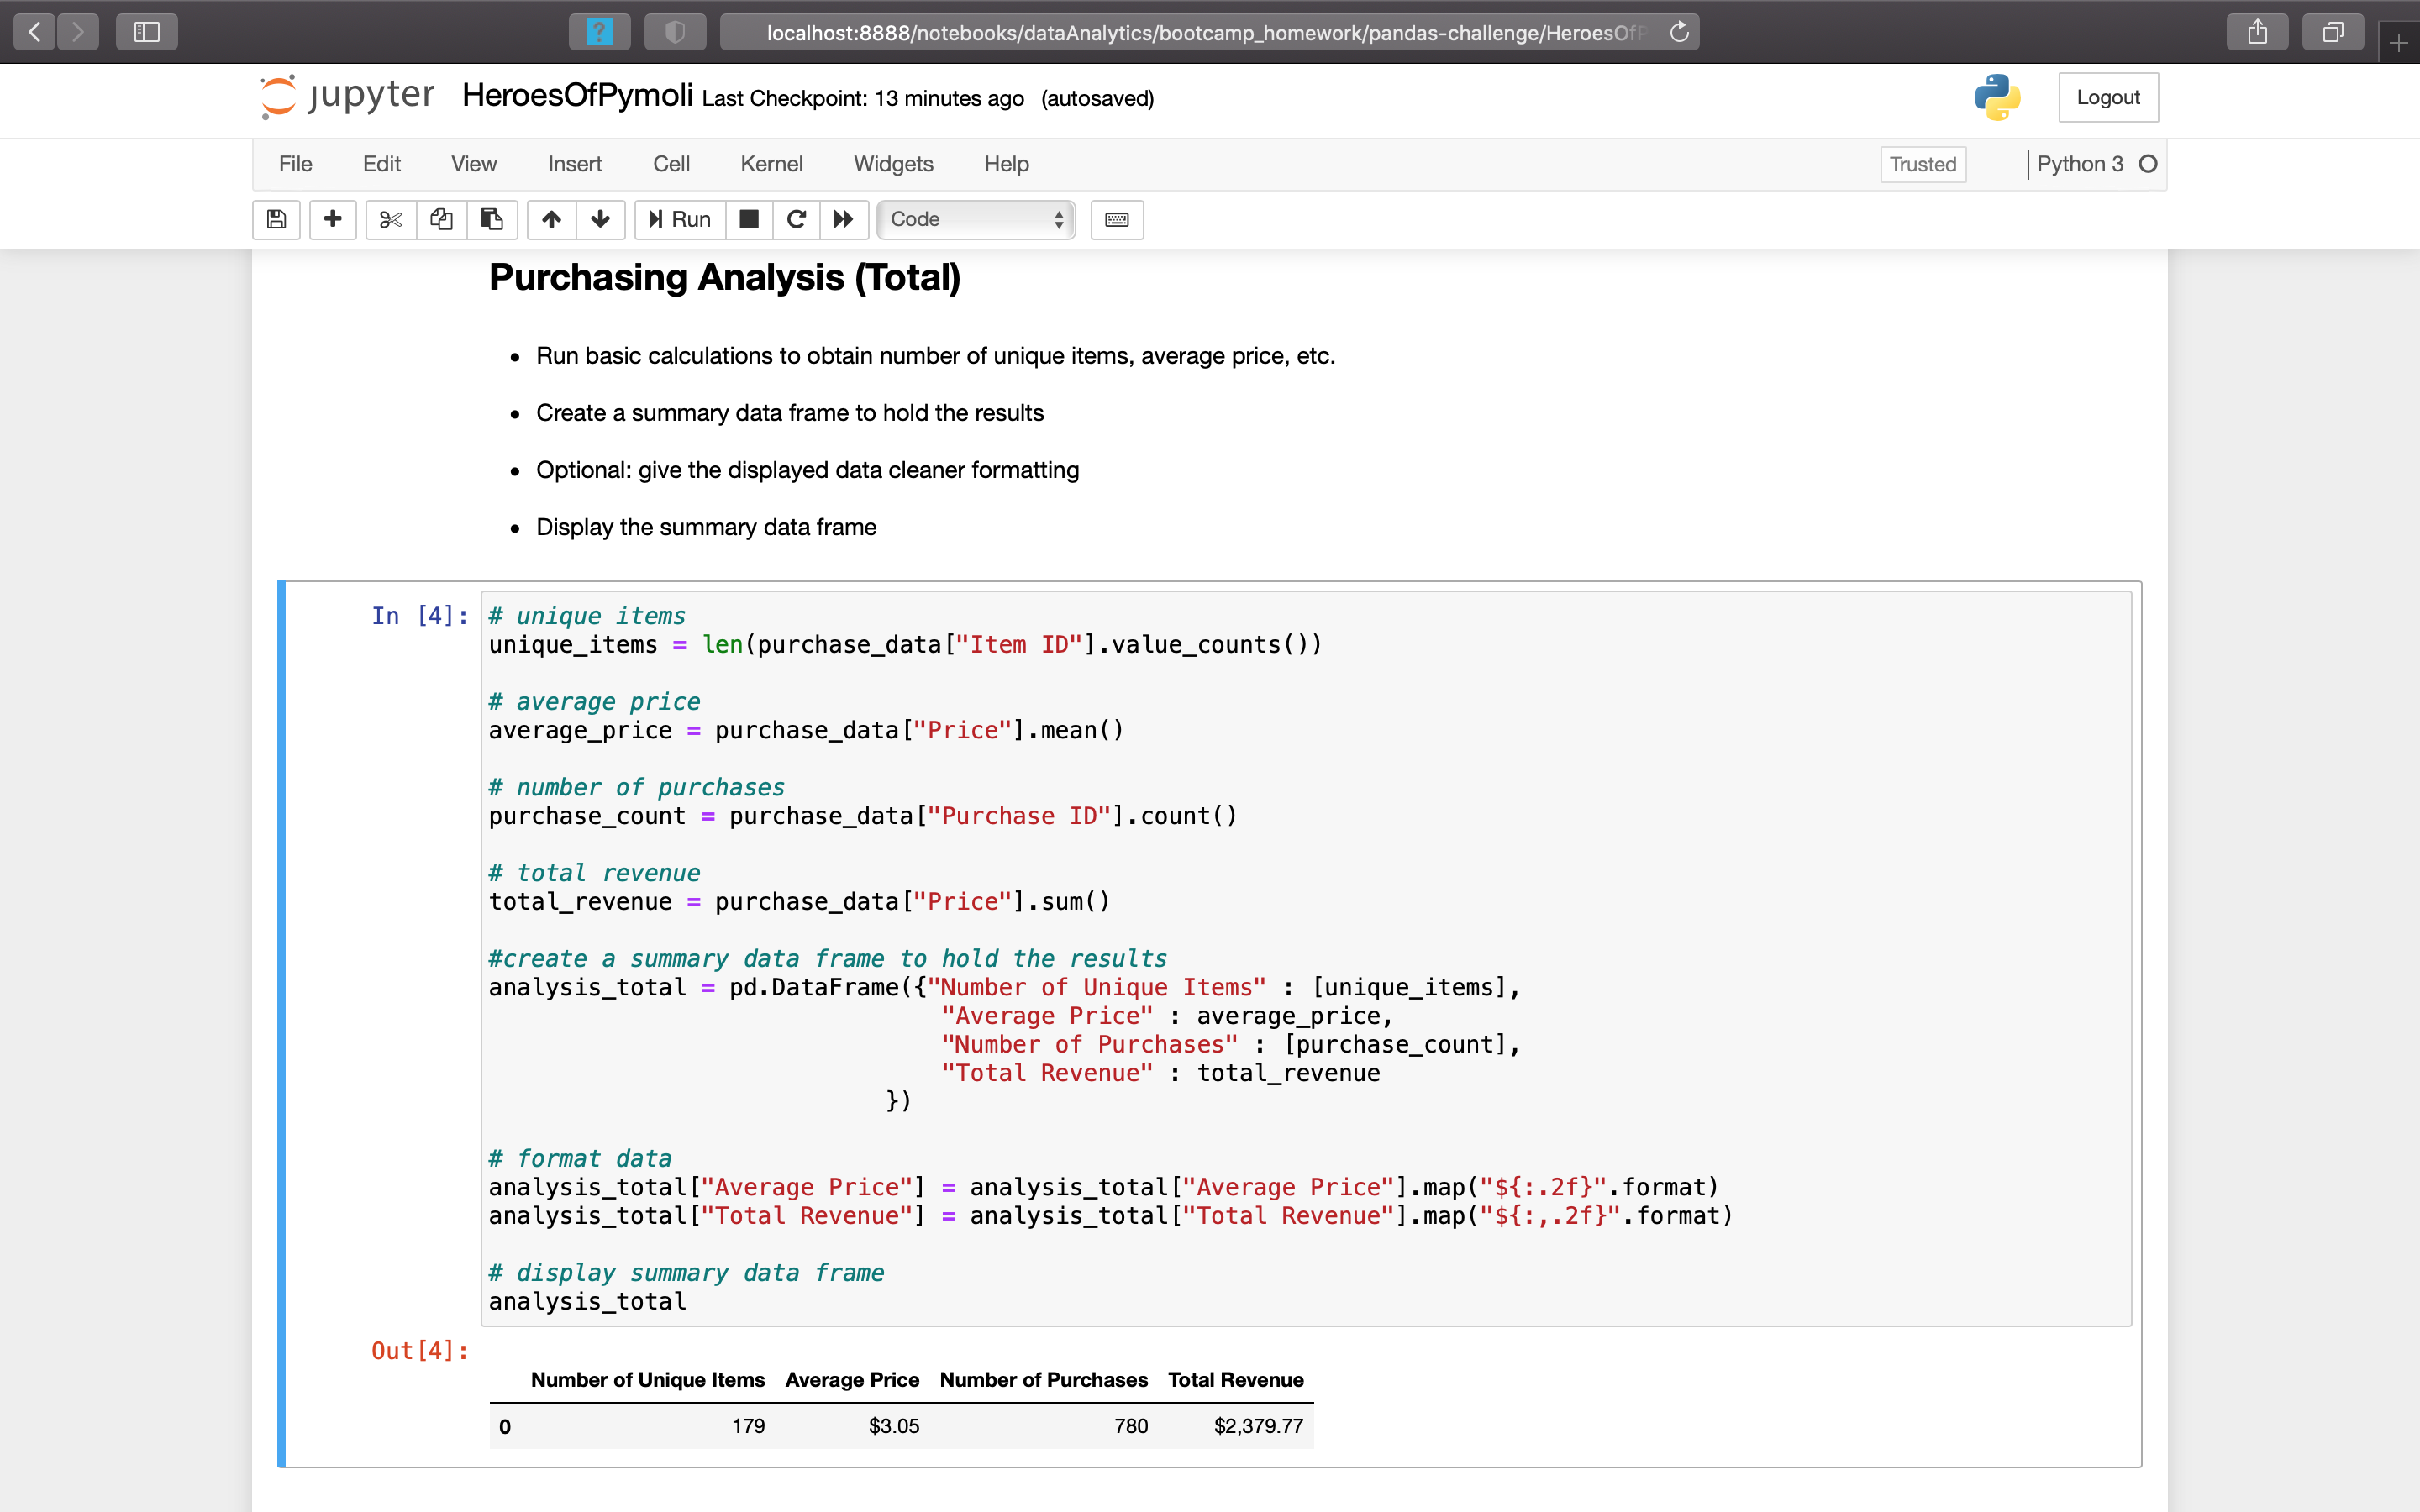 ?
localhost:8888/notebooks/dataAnalytics/bootcamp_homework/pandas-challenge/HeroesOfP
jupyter HeroesOfPymoli Last Checkpoint: 13 minutes ago (autosaved)
Logout
File Edit View Insert Cell Kernel Widgets Help Trusted Python 3
Run Code
Purchasing Analysis (Total)
• Run basic calculations to obtain number of unique items, average price, etc.
• Create a summary data frame to hold the results
• Optional: give the displayed data cleaner formatting
• Display the summary data frame
In [4]: # unique items
unique_items = len(purchase_data["Item ID"].value_counts())
# average price
average_price = purchase_data["Price"].mean()
# number of purchases
purchase_count = purchase_data["Purchase ID"].count()
# total revenue
total_revenue = purchase_data["Price"].sum()
#create a summary data frame to hold the results
analysis_total = pd.DataFrame({"Number of Unique Items" : [unique_items],
"Average Price" : average_price,
"Number of Purchases" : [purchase_count],
"Total Revenue" : total_revenue
})
# format data
analysis_total["Average Price"] = analysis_total["Average Price"].map("${:.2f}".format)
analysis_total["Total Revenue"] = analysis_total["Total Revenue"].map("${:,.2f}".format)
# display summary data frame
analysis_total
Out[4]:
Number of Unique Items Average Price Number of Purchases Total Revenue
0 179 $3.05 780 $2,379.77